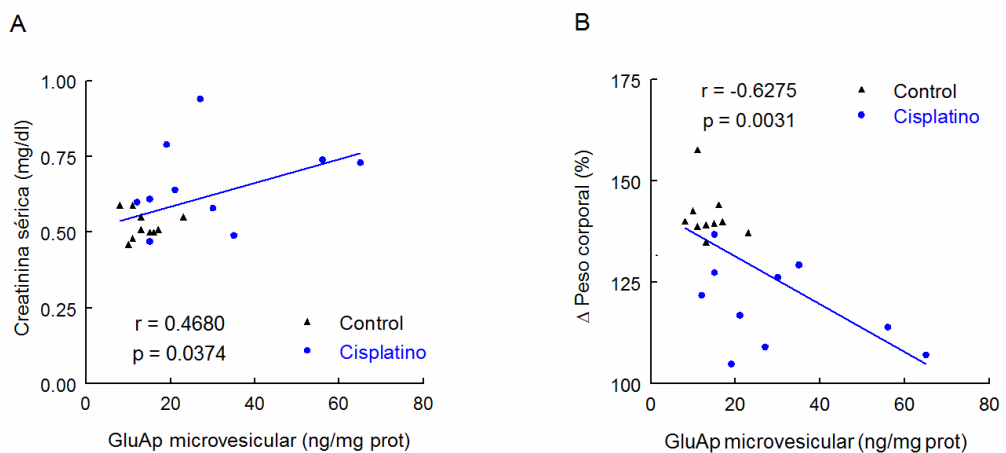 A
Creatinina sérica (mg/dl)
1.00
0.75
0.50
0.25
0.00
r = 0.4680
p = 0.0374
Control
Cisplatino
0
20
40
60
80
GluAp microvesicular (ng/mg prot)
B
Δ Peso corporal (%)
175
150
125
100
r = -0.6275
p = 0.0031
Control
Cisplatino
0
20
40
60
80
GluAp microvesicular (ng/mg prot)